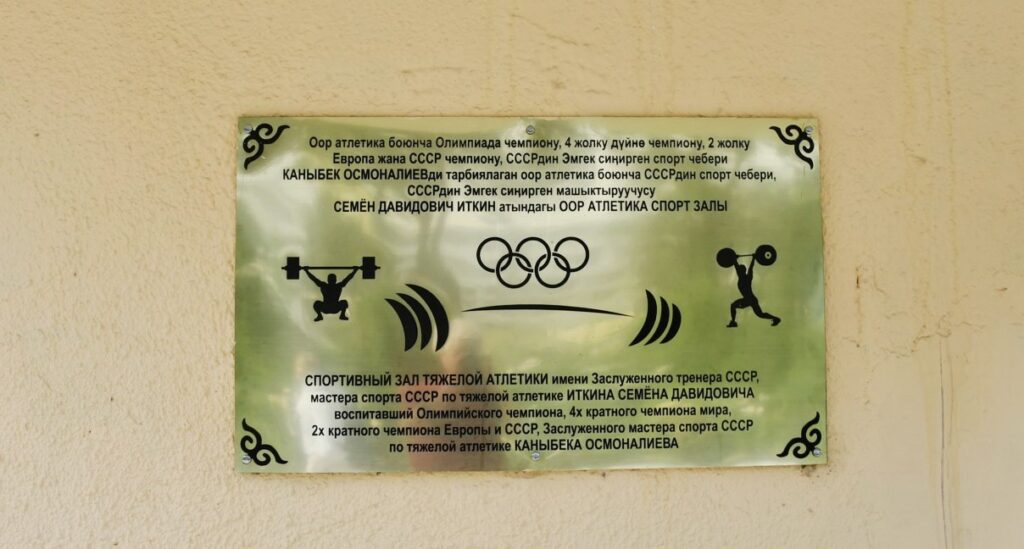 Оор атлетика боюнча Олимпиада чемпиону, 4 жолку дүйнө чемпиону, 2 жолку
Европа жана СССР чемпиону, СССРдин Эмгек сиңирген спорт чебери
КАНЫБЕК ОСМОНАЛИЕВди тарбиялаган оор атлетика боюнча СССРдин спорт чебери,
СССРдин Эмгек сиңирген машыктыруучусу
СЕМЁН ДАВИДОВИЧ ИТКИН атындагы ООР АТЛЕТИКА СПОРТ ЗАЛЫ
СПОРТИВНЫЙ ЗАЛ ТЯЖЕЛОЙ АТЛЕТИКИ имени Заслуженного тренера СССР,
мастера спорта СССР по тяжелой атлетике ИТКИНА СЕМЁНА ДАВИДОВИЧА
воспитавший Олимпийского чемпиона, 4х кратного чемпиона мира,
2х кратного чемпиона Европы и СССР, Заслуженного мастера спорта СССР
по тяжелой атлетике КАНЫБЕКА ОСМОНАЛИЕВА